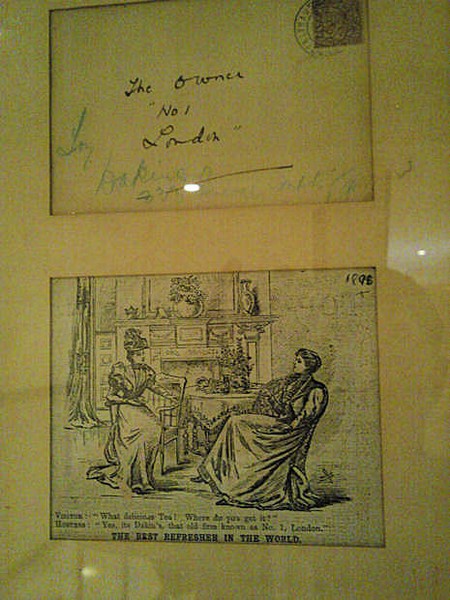 The Owner
"No 1
London"
1898
VISITOR: "What delicious Tea! Where do you get it?"
HOSTESS: "Yes, its Dakin's, that old firm known as No. 1, London."
THE BEST REFRESHER IN THE WORLD.